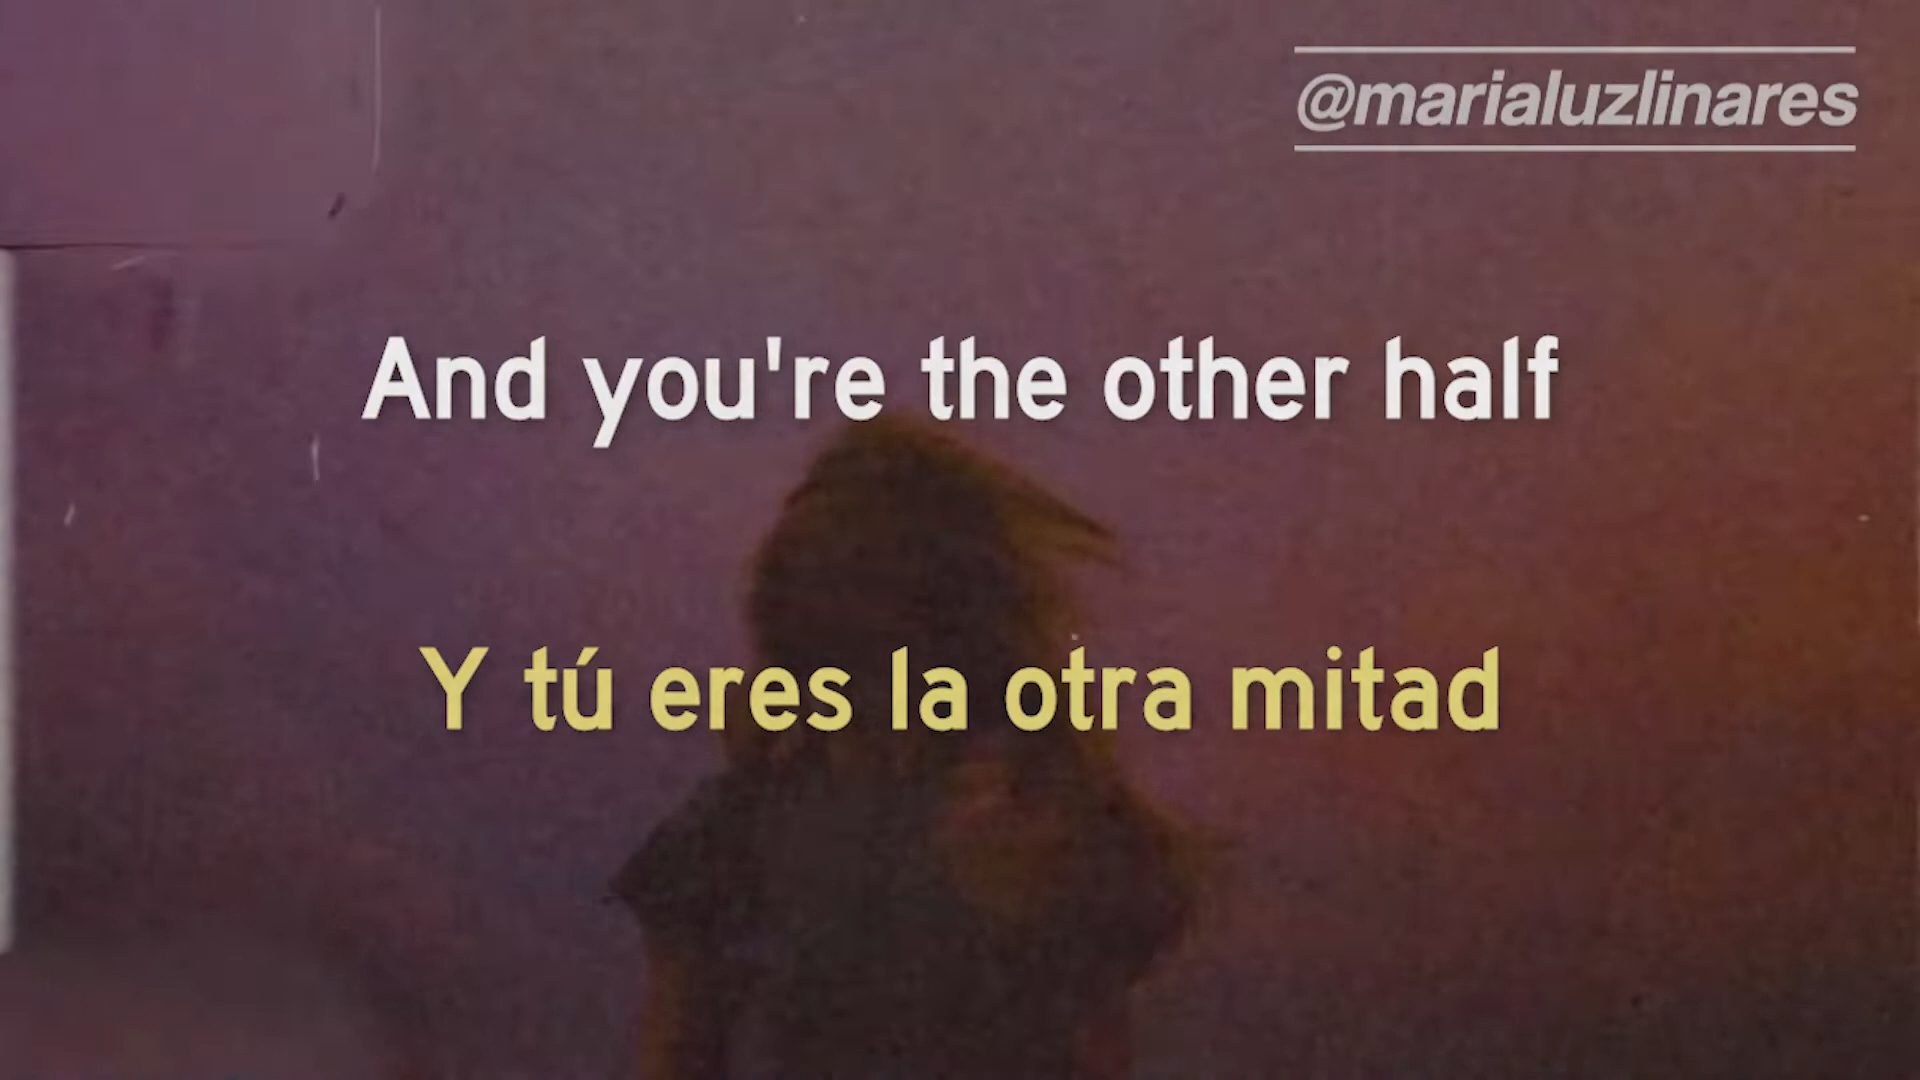 @marialuzlinares
And you're the other half
Y tú eres la otra mitad